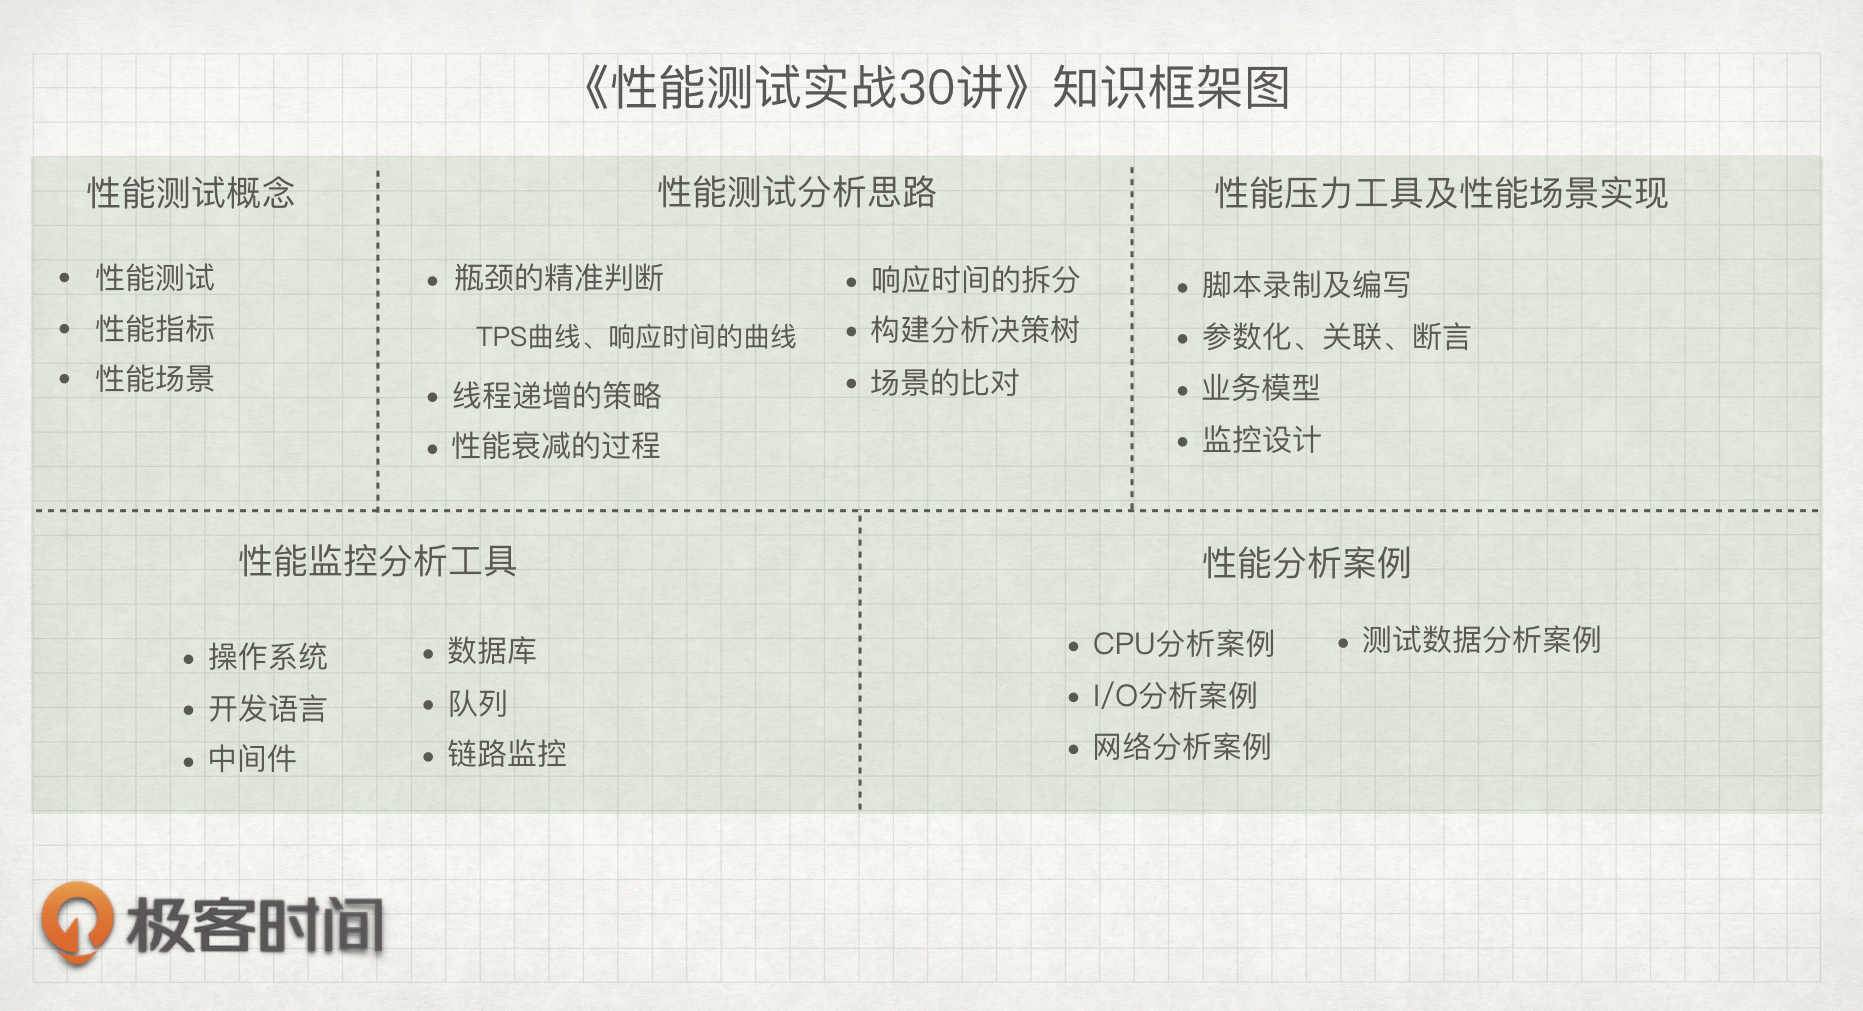 《性能测试实战30讲》知识框架图
性能测试概念
• 性能测试
• 性能指标
• 性能场景
性能测试分析思路
• 瓶颈的精准判断
TPS曲线、响应时间的曲线
• 线程递增的策略
• 性能衰减的过程
• 响应时间的拆分
• 构建分析决策树
• 场景的比对
性能压力工具及性能场景实现
• 脚本录制及编写
• 参数化、关联、断言
• 业务模型
• 监控设计
性能监控分析工具
• 操作系统
• 开发语言
• 中间件
• 数据库
• 队列
• 链路监控
性能分析案例
• CPU分析案例
• I/O分析案例
• 网络分析案例
• 测试数据分析案例
极客时间